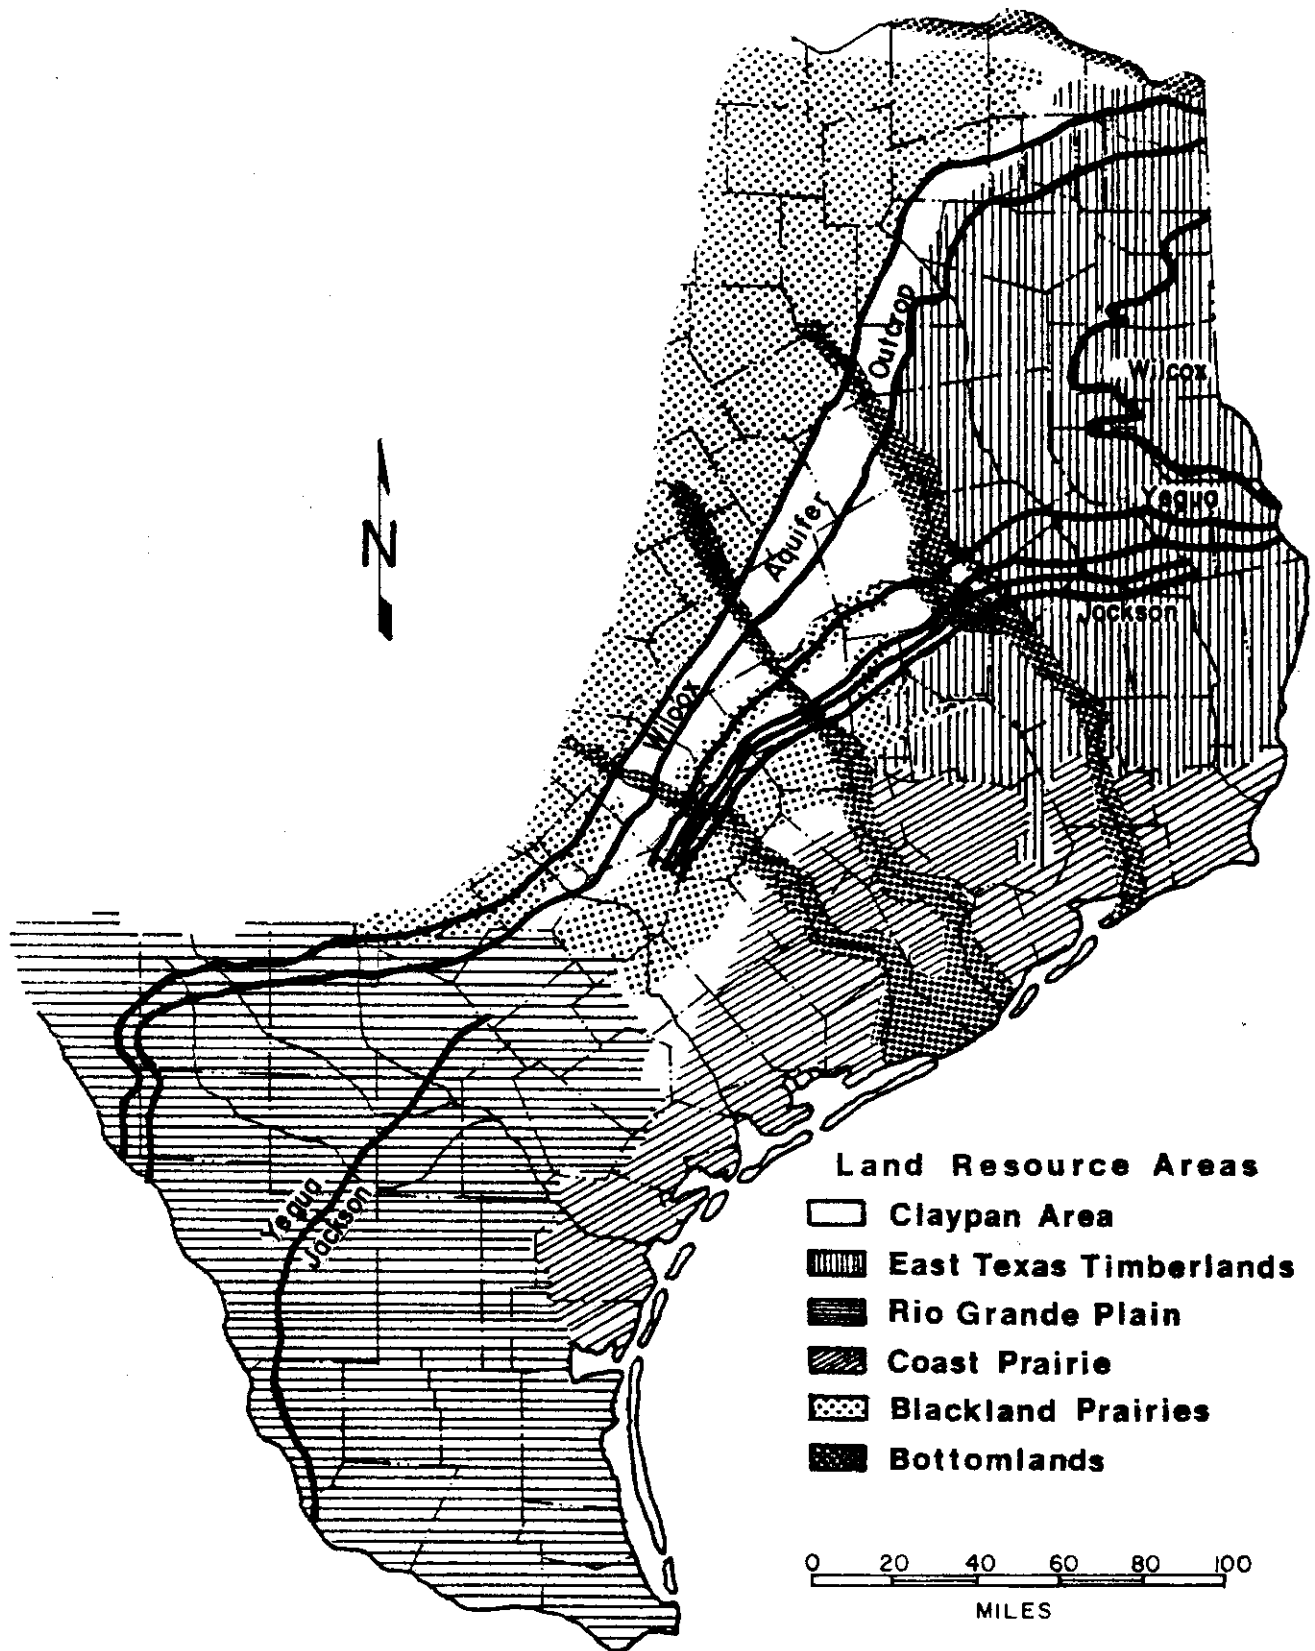 Outcrop
Wilcox
Aquifer
Yegua
N
Jackson
Wilcox
Yegua
Jackson
Land Resource Areas
Claypan Area
East Texas Timberlands
Rio Grande Plain
Coast Prairie
Blackland Prairies
Bottomlands
0 20 40 60 80 100
MILES